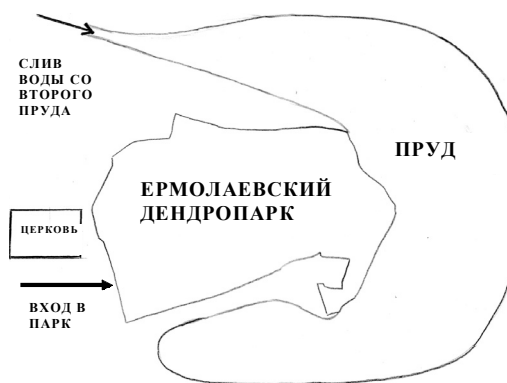 СЛИВ
ВОДЫ СО
ВТОРОГО
ПРУДА
ПРУД
ЕРМОЛАЕВСКИЙ
ДЕНДРОПАРК
ЦЕРКОВЬ
ВХОД В
ПАРК